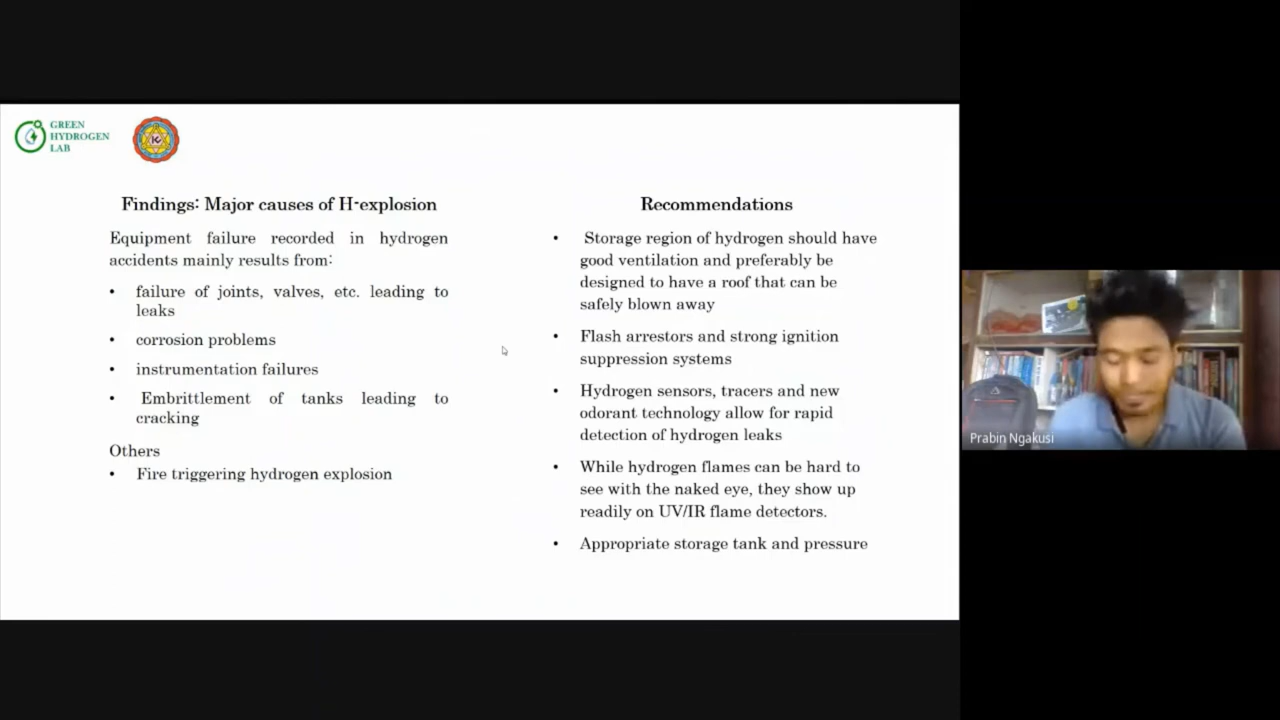 GREEN
HYDROGEN
LAB
Findings: Major causes of H-explosion
Equipment failure recorded in hydrogen
accidents mainly results from:
• failure of joints, valves, etc. leading to
leaks
• corrosion problems
• instrumentation failures
• Embrittlement of tanks leading to
cracking
Others
• Fire triggering hydrogen explosion
Recommendations
• Storage region of hydrogen should have
good ventilation and preferably be
designed to have a roof that can be
safely blown away
• Flash arrestors and strong ignition
suppression systems
• Hydrogen sensors, tracers and new
odorant technology allow for rapid
detection of hydrogen leaks
• While hydrogen flames can be hard to
see with the naked eye, they show up
readily on UV/IR flame detectors.
• Appropriate storage tank and pressure
Prabin Ngakusi